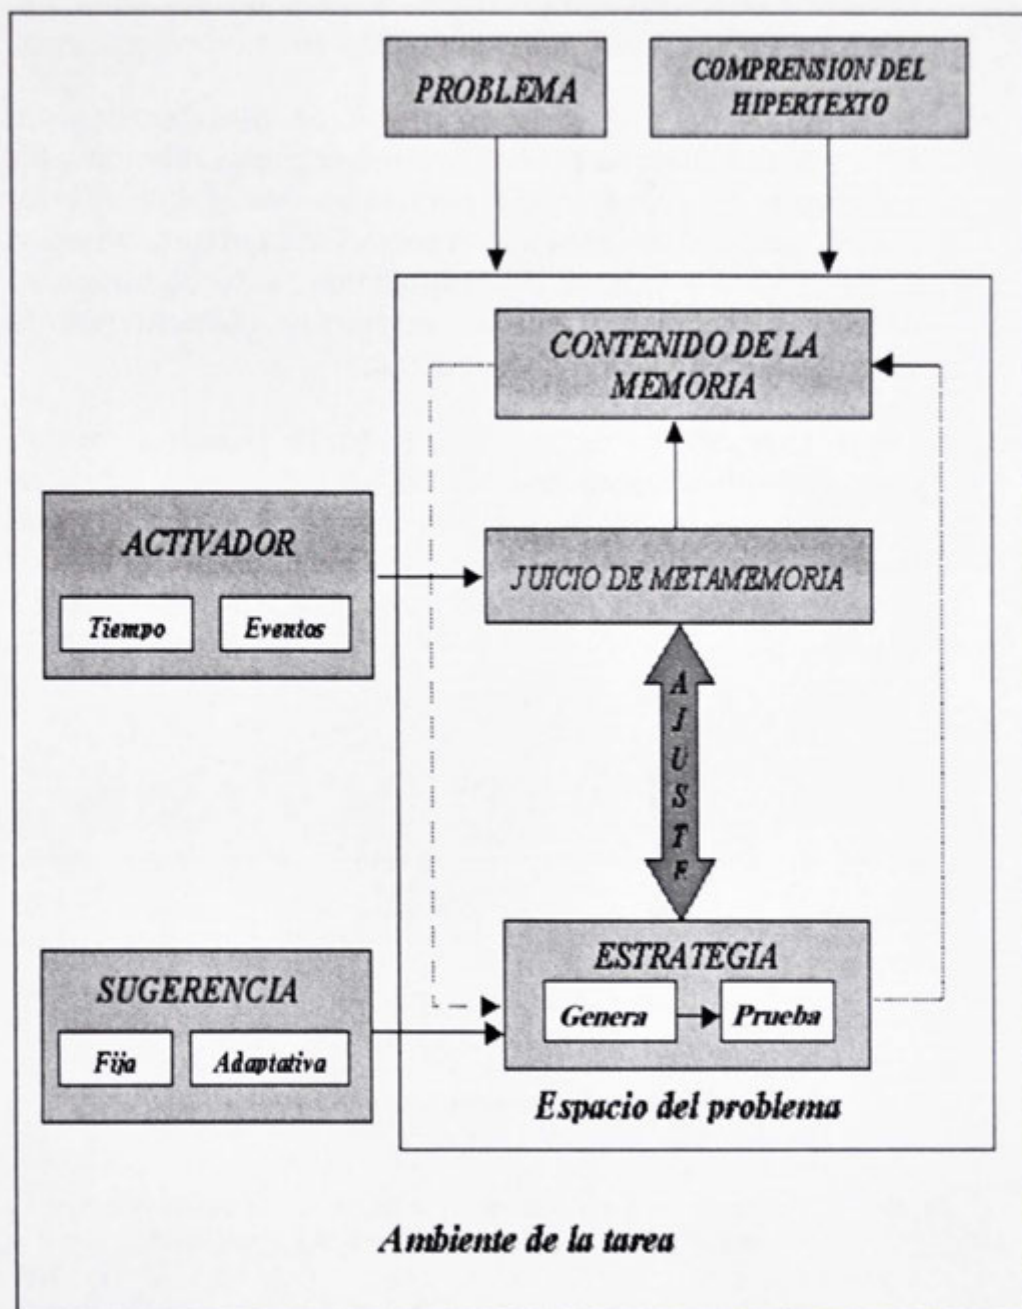 PROBLEMA
COMPRENSION DEL
HIPERTEXTO
CONTENIDO DE LA
MEMORIA
ACTIVADOR
Tiempo
Eventos
JUICIO DE METAMEMORIA
AJUSTE
SUGERENCIA
Fija
Adaptativa
ESTRATEGIA
Genera
Prueba
Espacio del problema
Ambiente de la tarea